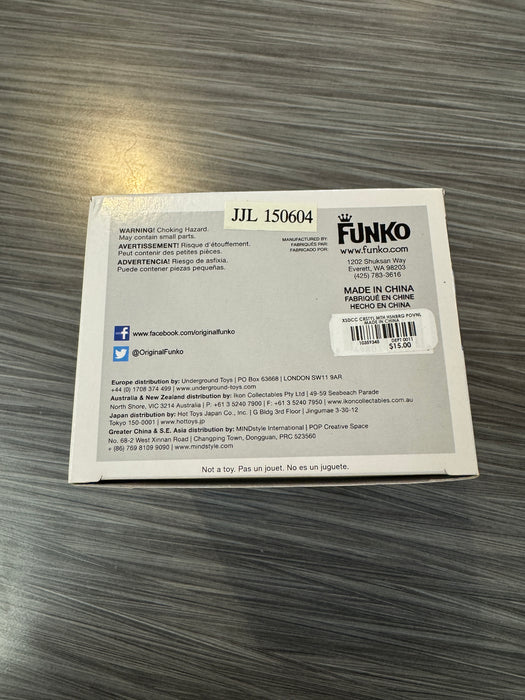 JJL 150604
WARNING! Choking Hazard.
May contain small parts.
AVERTISSEMENT! Risque d'étouffement.
Peut contenir des petites pièces.
ADVERTENCIA! Riesgo de asfixia.
Puede contener piezas pequeñas.
MANUFACTURED BY:
FABRIQUÉS PAR:
FABRICADO POR:
FUNKO
www.funko.com
1202 Shuksan Way
Everett, WA 98203
(425) 783-3616
MADE IN CHINA
FABRIQUÉ EN CHINE
HECHO EN CHINA
MADE IN CHINA
10359340 DEPT 0011
$15.00
www.facebook.com/originalfunko
@OriginalFunko
Europe distribution by: Underground Toys | PO Box 63668 | LONDON SW11 9AR
+44 (0) 1708 374 499 | www.underground-toys.com
Australia & New Zealand distribution by: Ikon Collectables Pty Ltd | 49-59 Seabeach Parade
North Shore, VIC 3214 Australia | P: +61 3 5240 7900 | F: +61 3 5240 7950 | www.ikoncollectables.com.au
Japan distribution by: Hot Toys Japan Co., Inc. | G Bldg 3rd Floor | Jingumae 3-30-12
Tokyo 150-0001 | www.hottoys.jp
Greater China & S.E. Asia distribution by: MINDstyle International | POP Creative Space
No. 68-2 West Xinnan Road | Changping Town, Dongguan, PRC 523560
+ (86) 769 8109 9090 | www.mindstyle.com
Not a toy. Pas un jouet. No es un juguete.